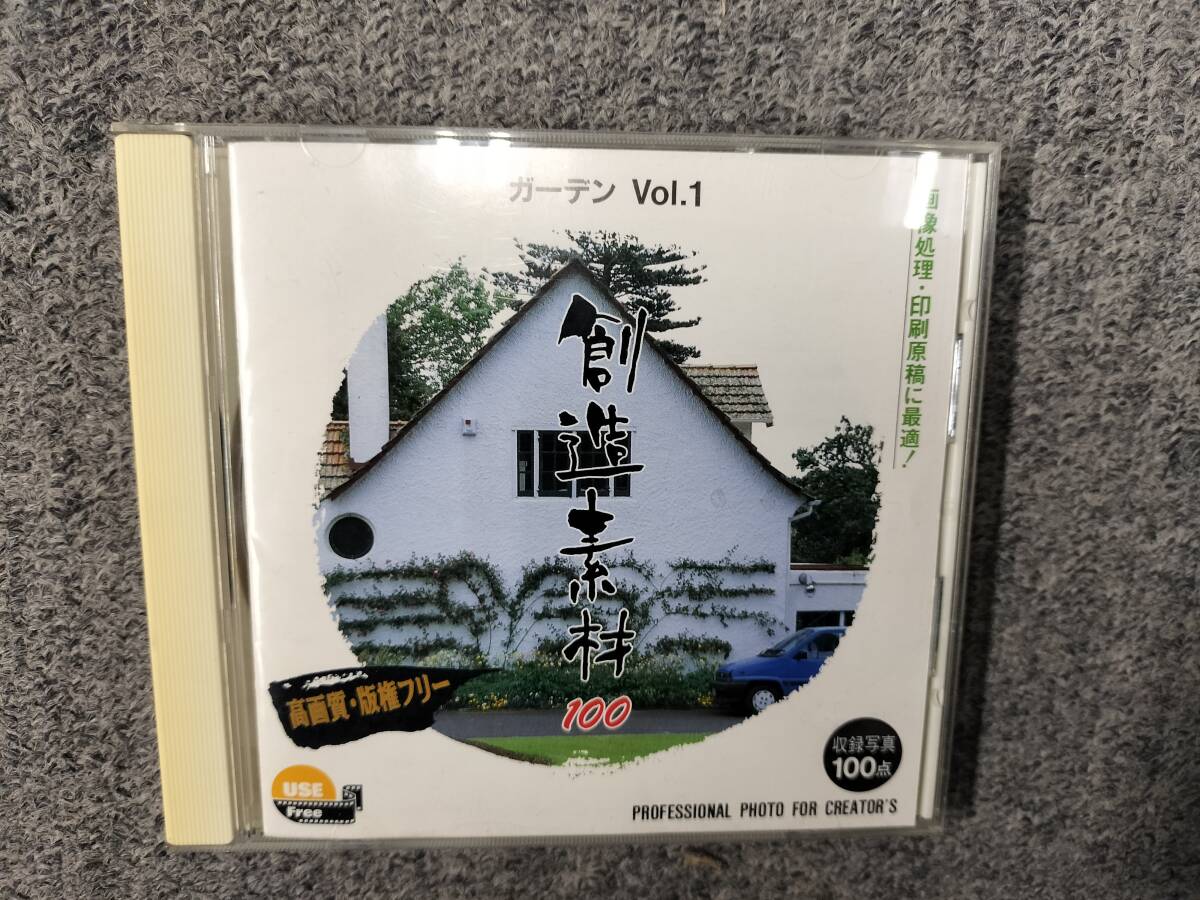 ガーデン Vol.1
画像処理・印刷原稿に最適!
創造素材
100
高画質・版権フリー
収録写真
100点
USE
Free
PROFESSIONAL PHOTO FOR CREATOR'S